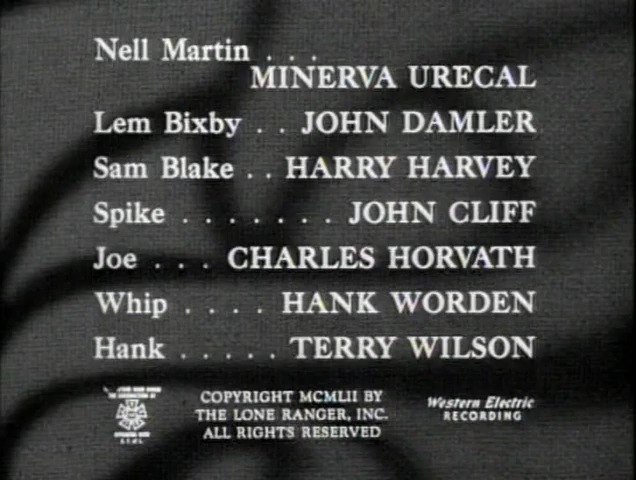 Nell Martin . . .
MINERVA URECAL
Lem Bixby . . JOHN DAMLER
Sam Blake . . HARRY HARVEY
Spike . . . . . . . JOHN CLIFF
Joe . . . CHARLES HORVATH
Whip . . . . HANK WORDEN
Hank . . . . . TERRY WILSON
COPYRIGHT MCMLII BY
THE LONE RANGER, INC.
ALL RIGHTS RESERVED
Western Electric
RECORDING